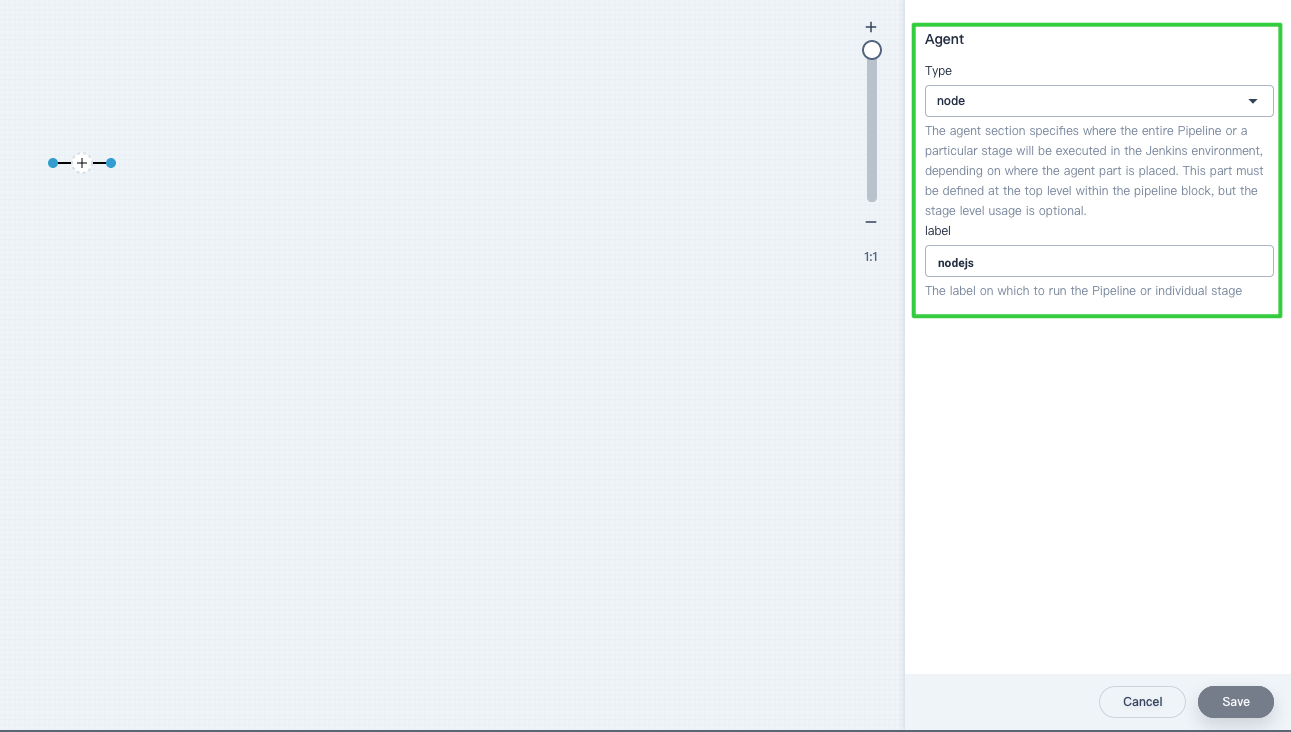 Agent
Type
node
The agent section specifies where the entire Pipeline or a
particular stage will be executed in the Jenkins environment,
depending on where the agent part is placed. This part must
be defined at the top level within the pipeline block, but the
stage level usage is optional.
label
nodejs
The label on which to run the Pipeline or individual stage
1:1
Cancel
Save